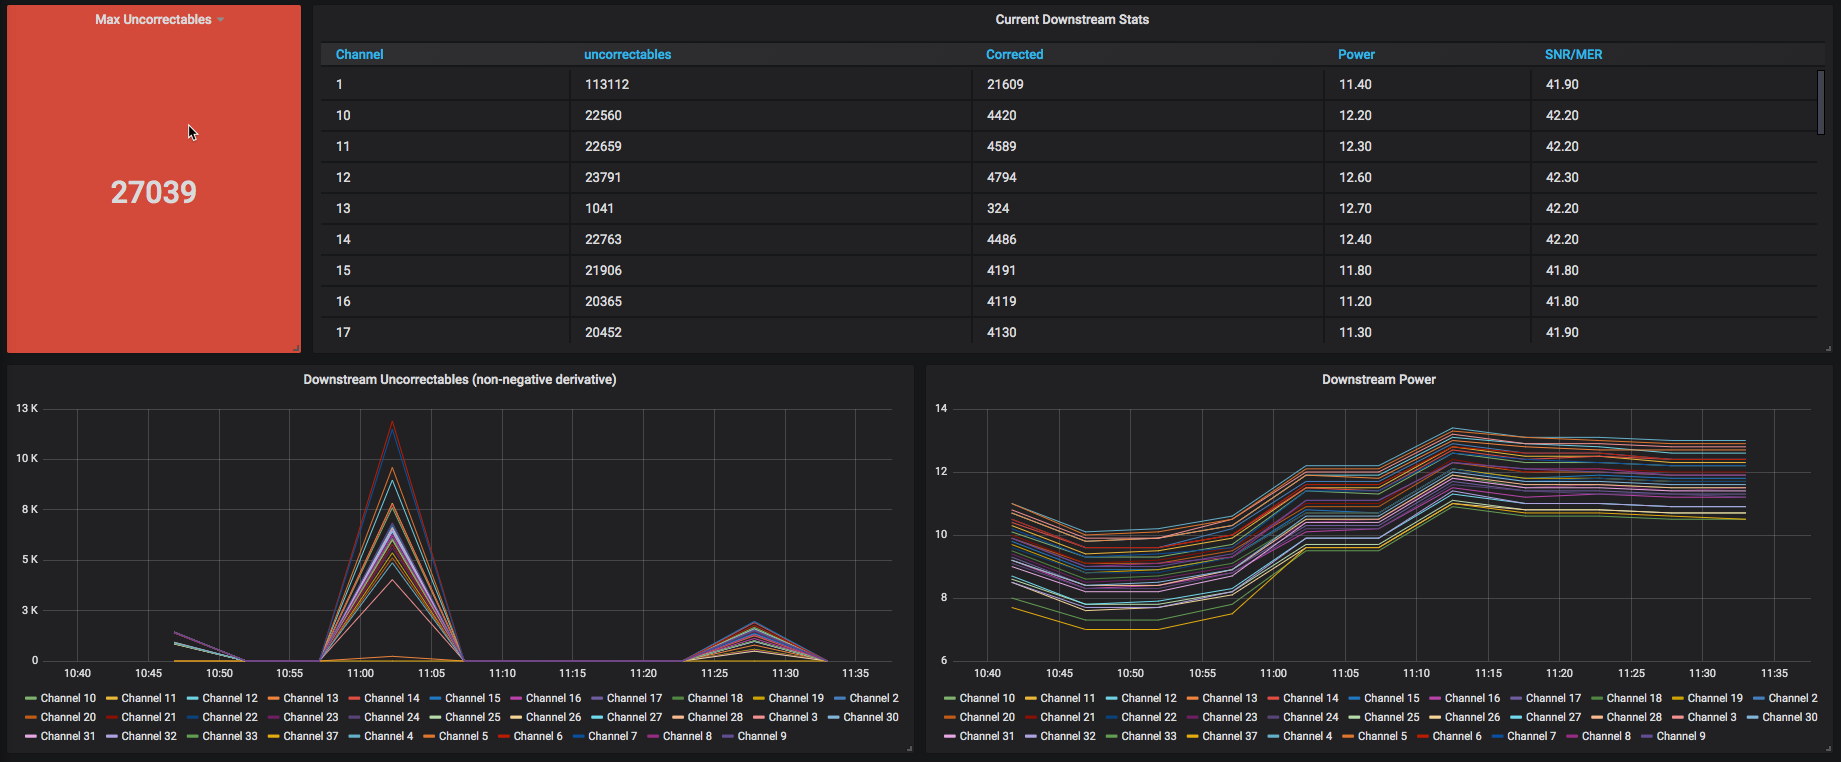 Max Uncorrectables
27039
Current Downstream Stats
Channel uncorrectables Corrected Power SNR/MER
1 113112 21609 11.40 41.90
10 22560 4420 12.20 42.20
11 22659 4589 12.30 42.20
12 23791 4794 12.60 42.30
13 1041 324 12.70 42.20
14 22763 4486 12.40 42.20
15 21906 4191 11.80 41.80
16 20365 4119 11.20 41.80
17 20452 4130 11.30 41.90
Downstream Uncorrectables (non-negative derivative)
13 K
10 K
8 K
5 K
3 K
0
10:40 10:45 10:50 10:55 11:00 11:05 11:10 11:15 11:20 11:25 11:30 11:35
Channel 10 Channel 11 Channel 12 Channel 13 Channel 14 Channel 15 Channel 16 Channel 17 Channel 18 Channel 19 Channel 2
Channel 20 Channel 21 Channel 22 Channel 23 Channel 24 Channel 25 Channel 26 Channel 27 Channel 28 Channel 3 Channel 30
Channel 31 Channel 32 Channel 33 Channel 37 Channel 4 Channel 5 Channel 6 Channel 7 Channel 8 Channel 9
Downstream Power
14
12
10
8
6
10:40 10:45 10:50 10:55 11:00 11:05 11:10 11:15 11:20 11:25 11:30 11:35
Channel 10 Channel 11 Channel 12 Channel 13 Channel 14 Channel 15 Channel 16 Channel 17 Channel 18 Channel 19 Channel 2
Channel 20 Channel 21 Channel 22 Channel 23 Channel 24 Channel 25 Channel 26 Channel 27 Channel 28 Channel 3 Channel 30
Channel 31 Channel 32 Channel 33 Channel 37 Channel 4 Channel 5 Channel 6 Channel 7 Channel 8 Channel 9